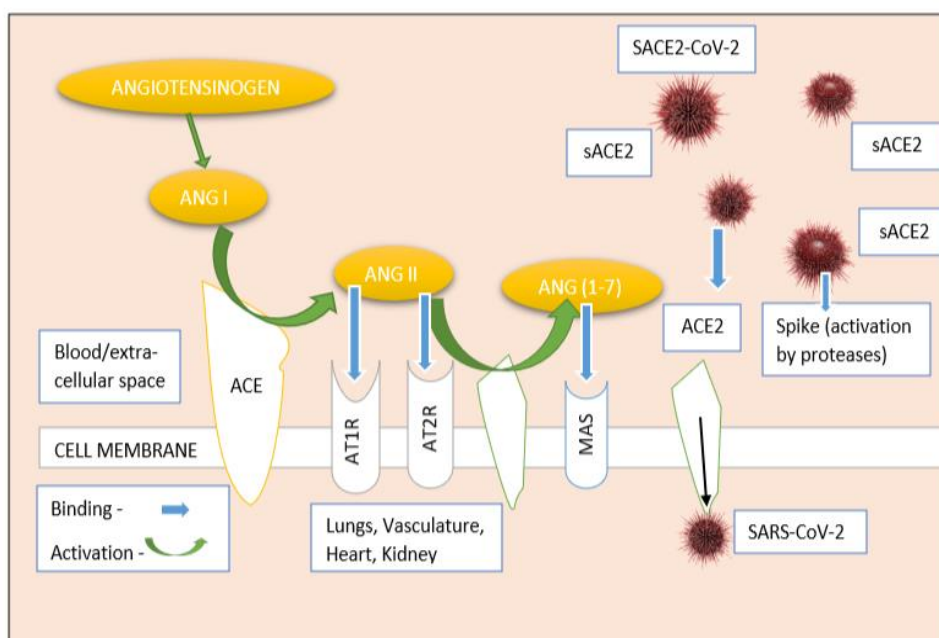 ANGIOTENSINOGEN
ANG I
ANG II
ANG (1-7)
SACE2-CoV-2
sACE2
sACE2
sACE2
ACE2
Spike (activation
by proteases)
Blood/extra-
cellular space
ACE
AT1R
AT2R
MAS
CELL MEMBRANE
Binding -
Activation -
Lungs, Vasculature,
Heart, Kidney
SARS-CoV-2